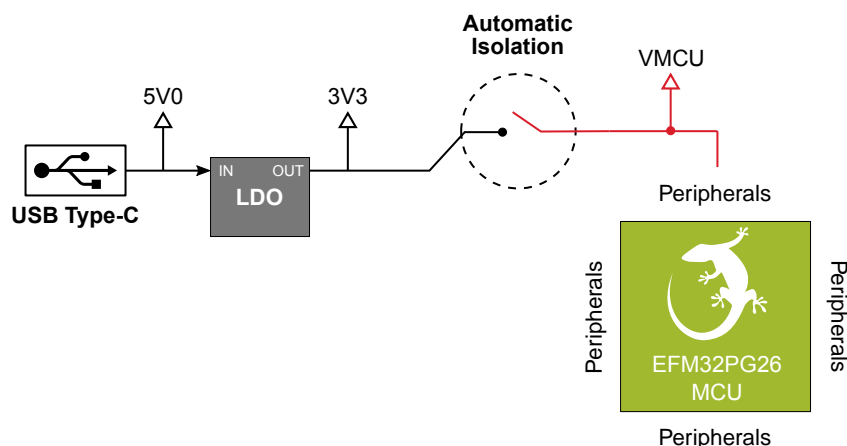 Automatic
Isolation
VMCU
5V0
3V3
IN
OUT
LDO
USB Type-C
Peripherals
Peripherals
Peripherals
EFM32PG26
MCU
Peripherals